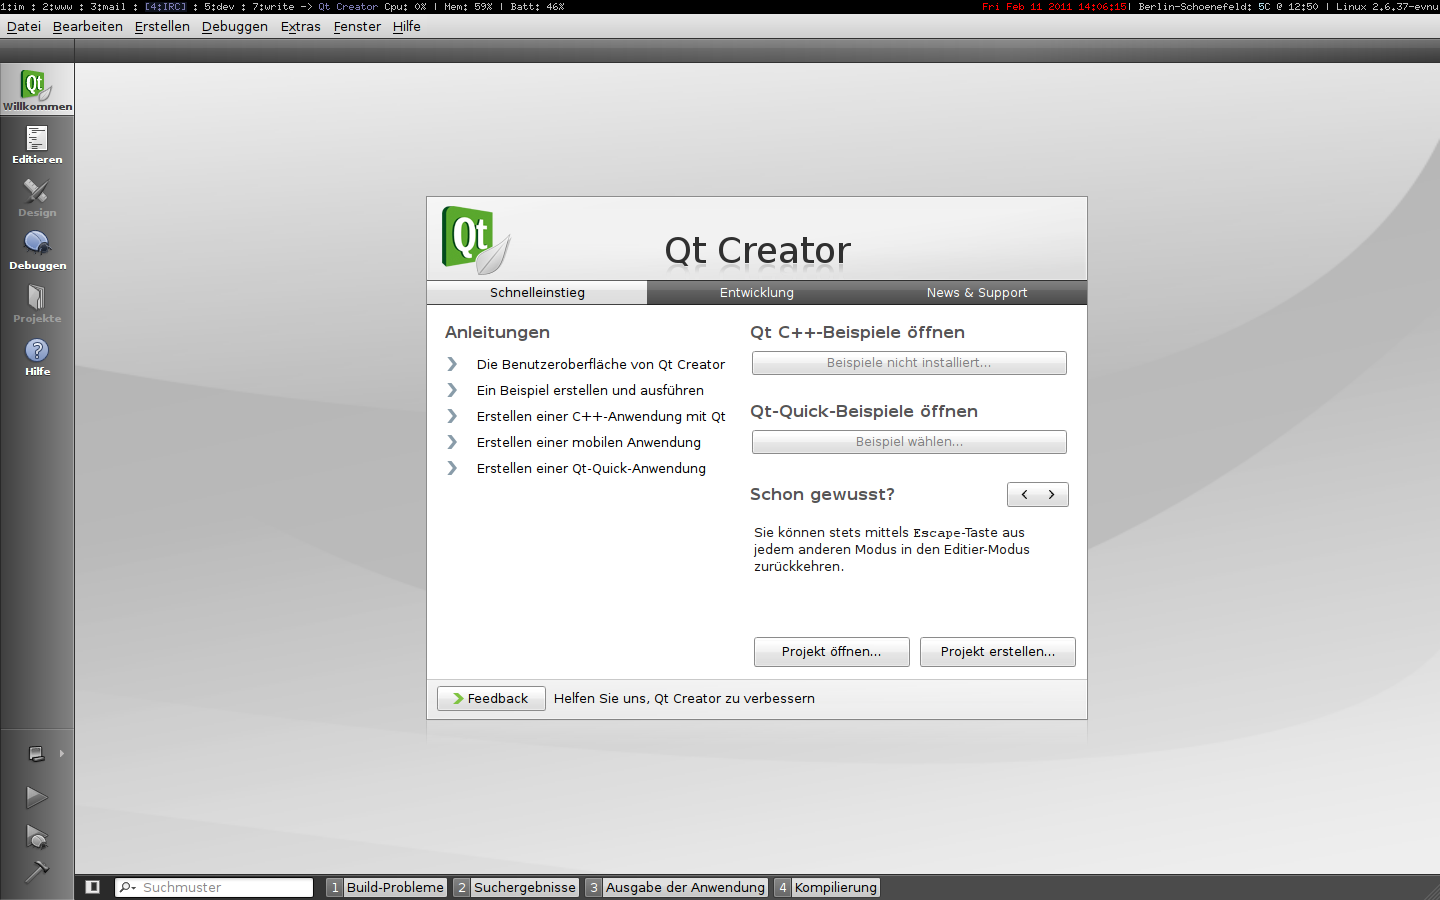 1:im : 2:www : 3:mail : [4:IRC] : 5:dev : 7:write -> Qt Creator Cpu: 0% | Mem: 59% | Batt: 46% Fri Feb 11 2011 14:06:15| Berlin-Schoenefeld: 5C @ 12:50 | Linux 2.6.37-evnu
Datei Bearbeiten Erstellen Debuggen Extras Fenster Hilfe
Qt
Willkommen
Editieren
Design
Debuggen
Projekte
?
Hilfe
Qt
Qt Creator
Schnelleinstieg Entwicklung News & Support
Anleitungen
Die Benutzeroberfläche von Qt Creator
Ein Beispiel erstellen und ausführen
Erstellen einer C++-Anwendung mit Qt
Erstellen einer mobilen Anwendung
Erstellen einer Qt-Quick-Anwendung
Qt C++-Beispiele öffnen
Beispiele nicht installiert...
Qt-Quick-Beispiele öffnen
Beispiel wählen...
Schon gewusst?
Sie können stets mittels Escape-Taste aus
jedem anderen Modus in den Editier-Modus
zurückkehren.
Projekt öffnen... Projekt erstellen...
Feedback Helfen Sie uns, Qt Creator zu verbessern
Suchmuster 1 Build-Probleme 2 Suchergebnisse 3 Ausgabe der Anwendung 4 Kompilierung